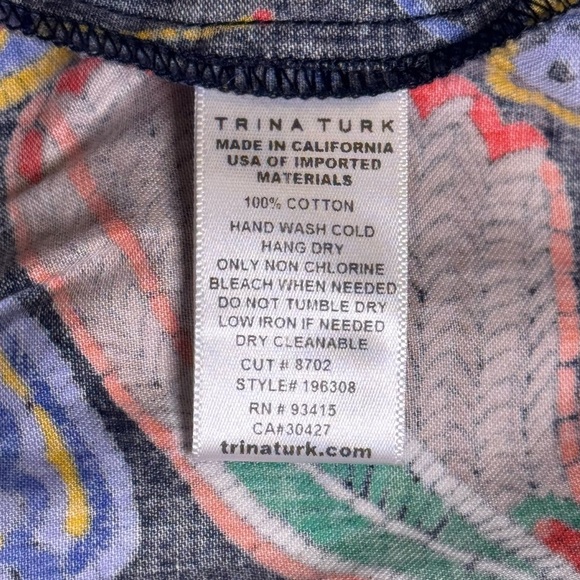 TRINA TURK
MADE IN CALIFORNIA
USA OF IMPORTED
MATERIALS
100% COTTON
HAND WASH COLD
HANG DRY
ONLY NON CHLORINE
BLEACH WHEN NEEDED
DO NOT TUMBLE DRY
LOW IRON IF NEEDED
DRY CLEANABLE
CUT # 8702
STYLE# 196308
RN # 93415
CA#30427
trinaturk.com